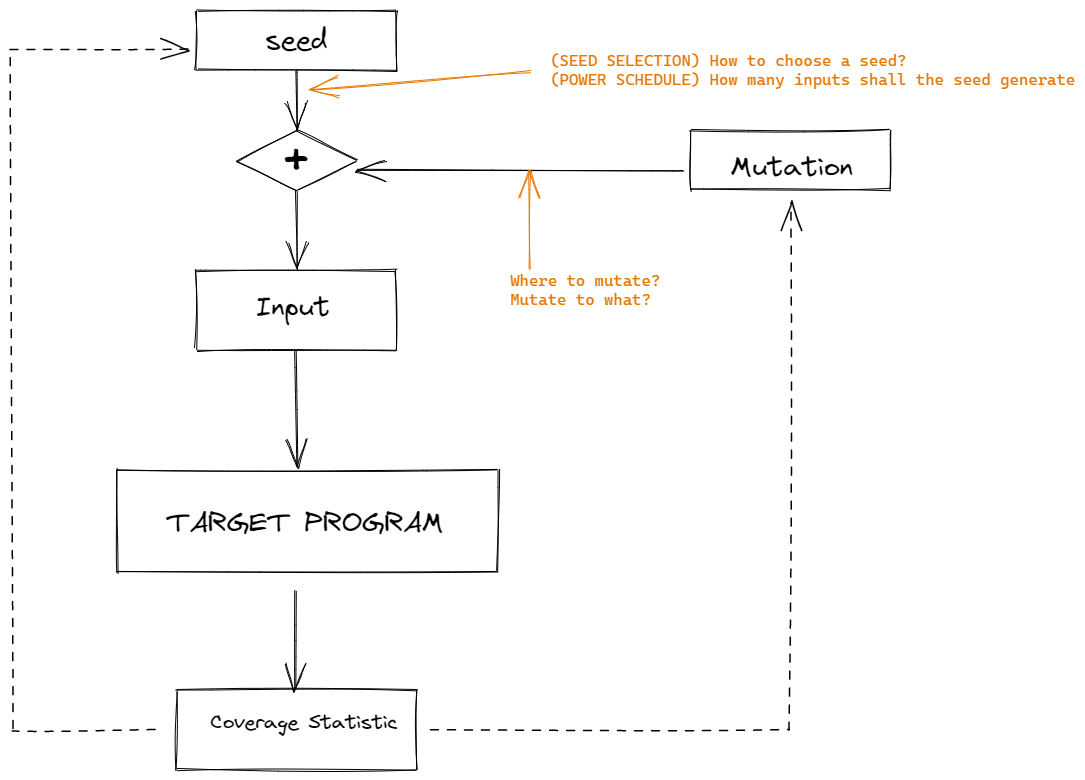 seed
(SEED SELECTION) How to choose a seed?
(POWER SCHEDULE) How many inputs shall the seed generate
+
Mutation
Where to mutate?
Mutate to what?
Input
TARGET PROGRAM
Coverage Statistic